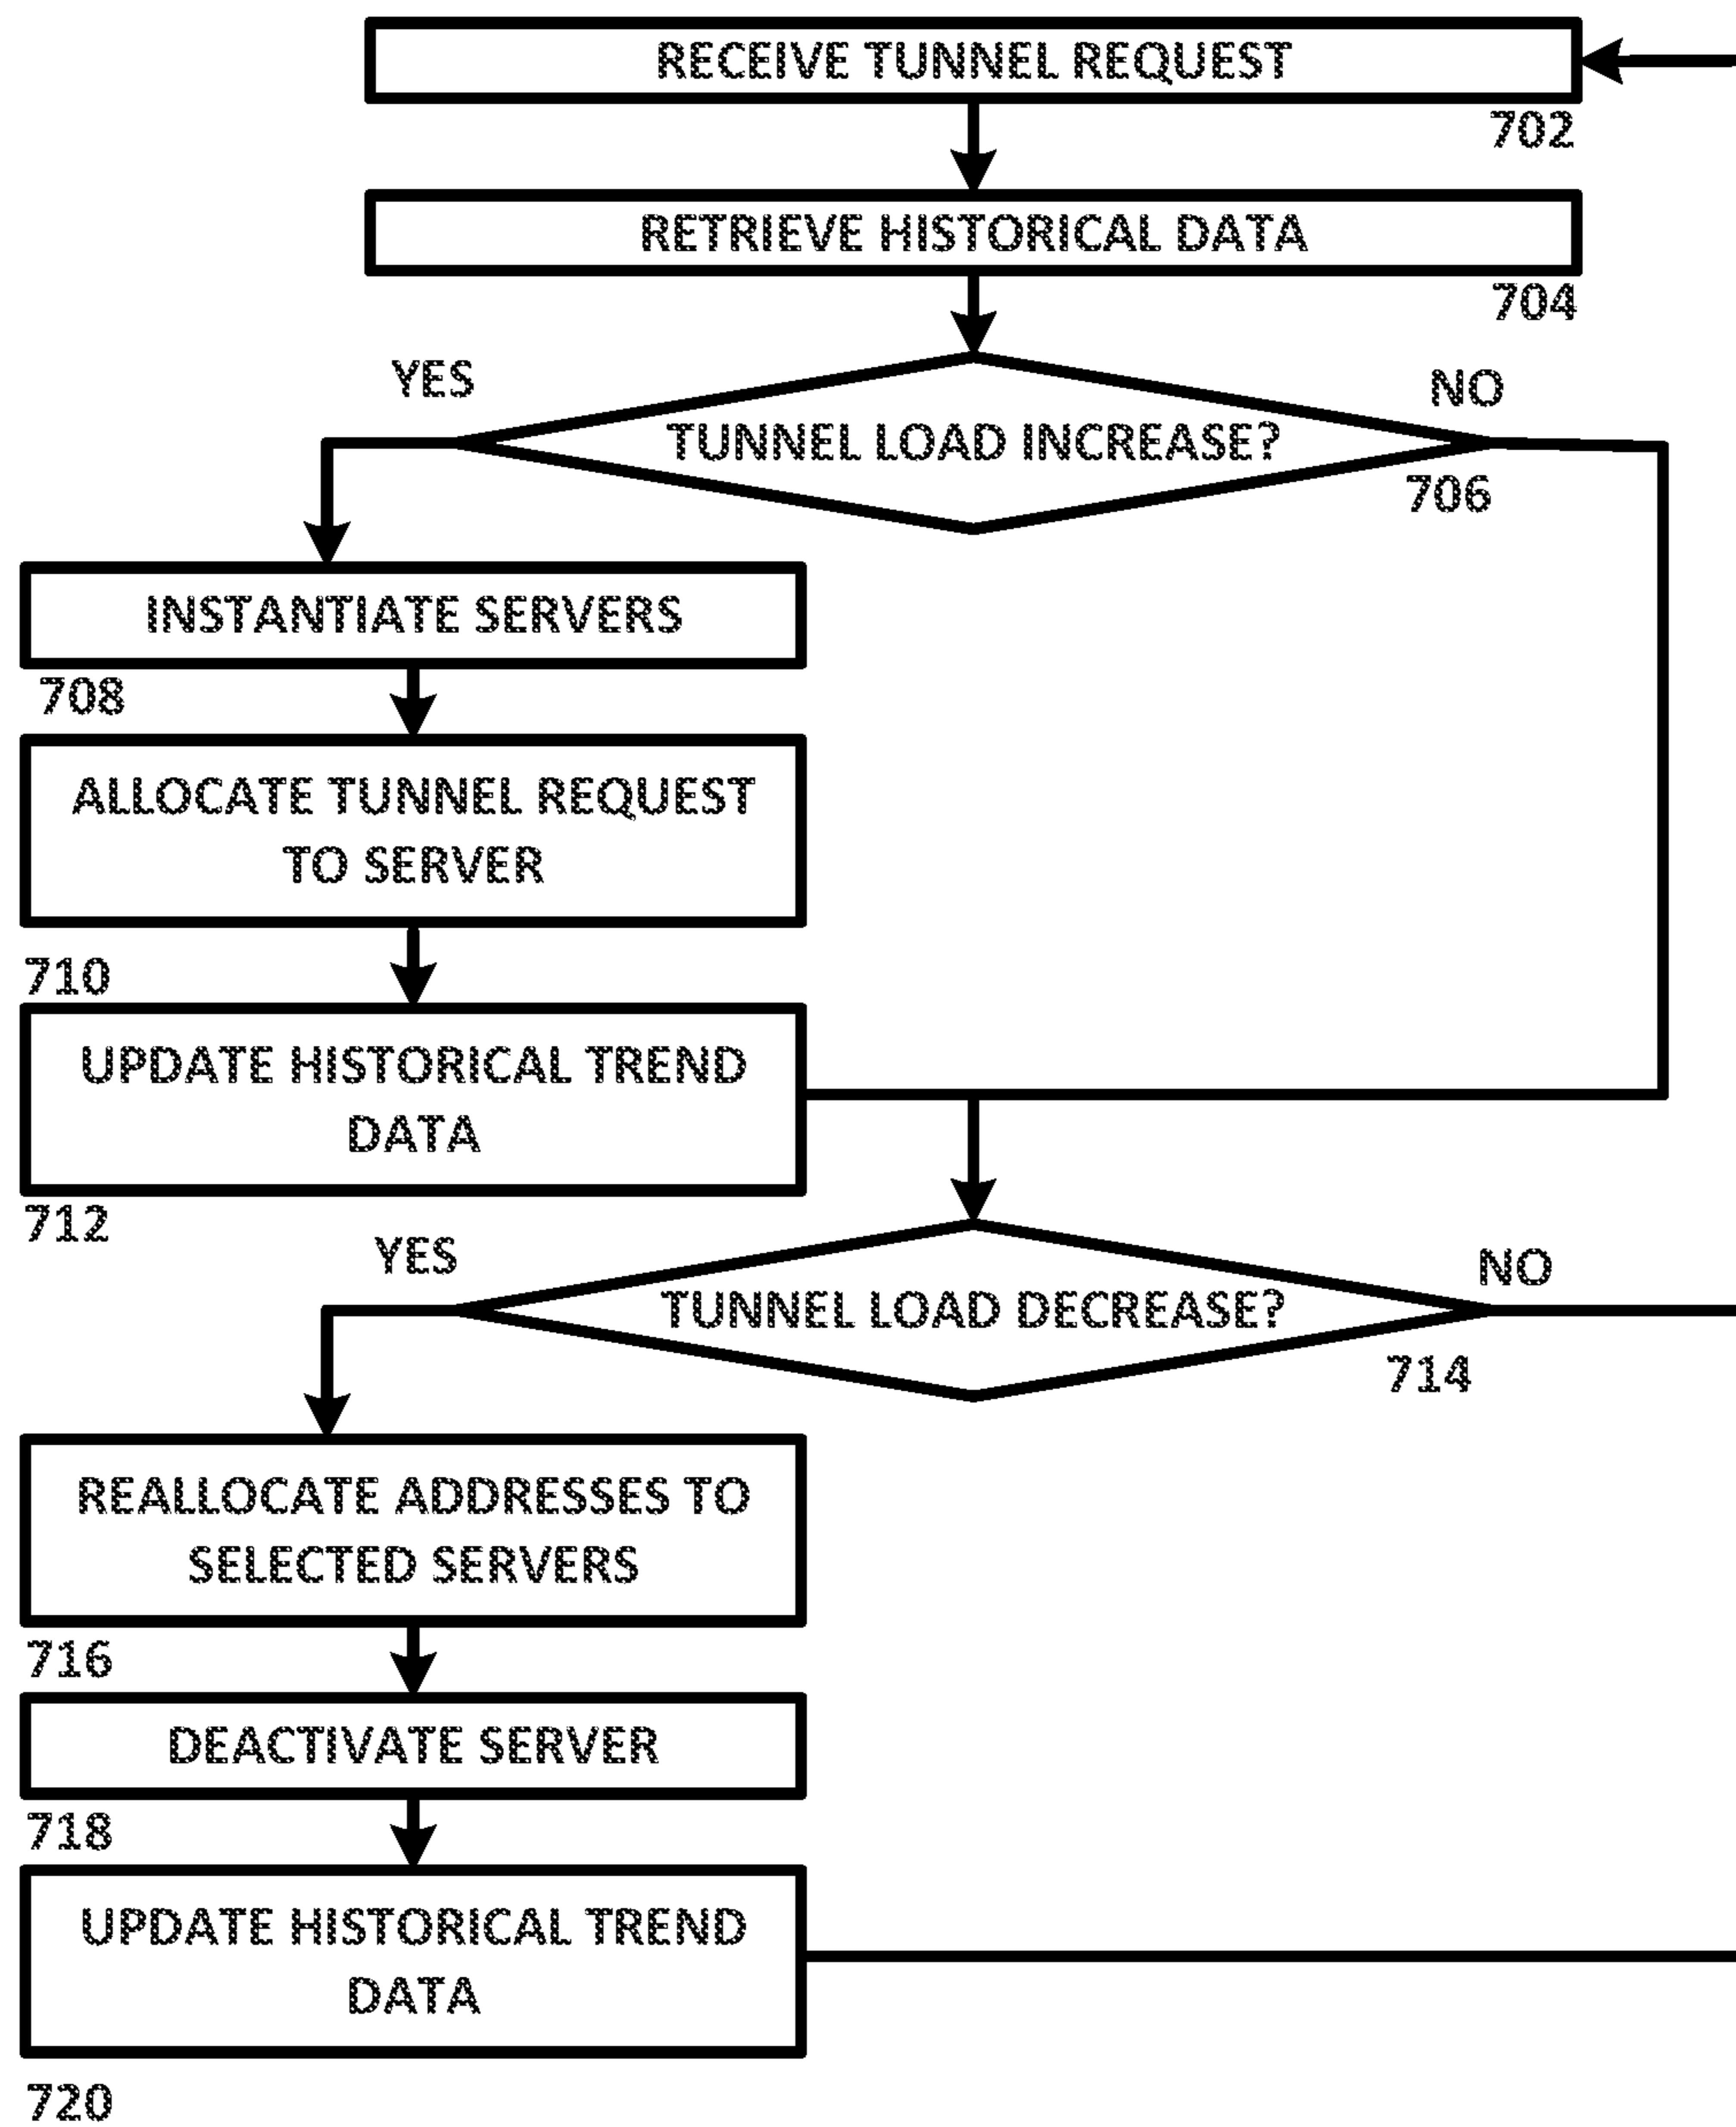 RECEIVE TUNNEL REQUEST
702
RETRIEVE HISTORICAL DATA
704
YES
NO
TUNNEL LOAD INCREASE?
706
INSTANTIATE SERVERS
708
ALLOCATE TUNNEL REQUEST
TO SERVER
710
UPDATE HISTORICAL TREND
DATA
712
YES
NO
TUNNEL LOAD DECREASE?
714
REALLOCATE ADDRESSES TO
SELECTED SERVERS
716
DEACTIVATE SERVER
718
UPDATE HISTORICAL TREND
DATA
720